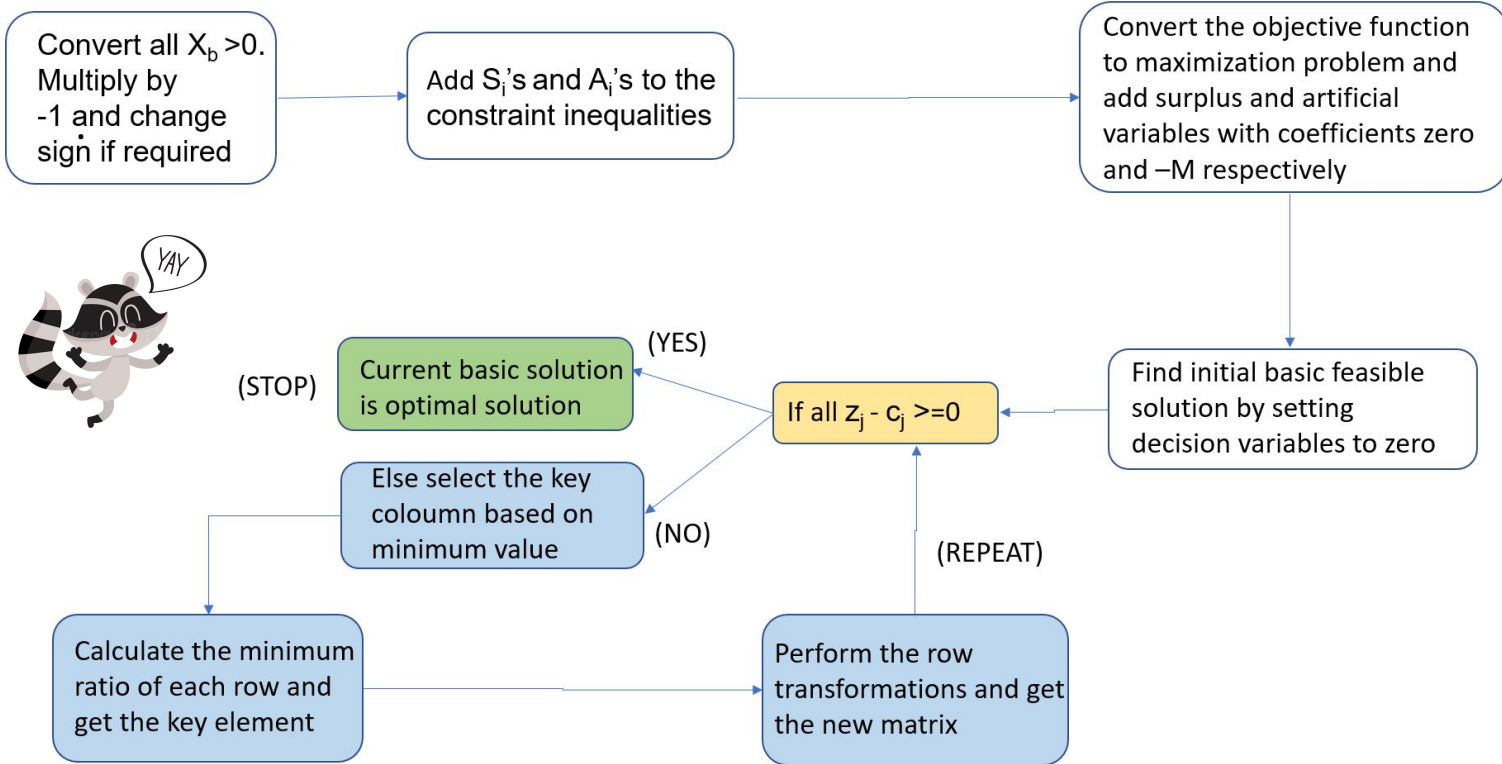 Convert all Xb >0.
Multiply by
-1 and change
sign if required
Add Si's and Ai's to the
constraint inequalities
Convert the objective function
to maximization problem and
add surplus and artificial
variables with coefficients zero
and –M respectively
YAY
(STOP)
Current basic solution
is optimal solution
(YES)
If all zj - cj >=0
Find initial basic feasible
solution by setting
decision variables to zero
Else select the key
coloumn based on
minimum value
(NO)
(REPEAT)
Calculate the minimum
ratio of each row and
get the key element
Perform the row
transformations and get
the new matrix